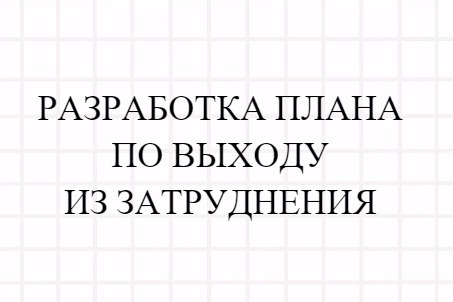 РАЗРАБОТКА ПЛАНА
ПО ВЫХОДУ
ИЗ ЗАТРУДНЕНИЯ